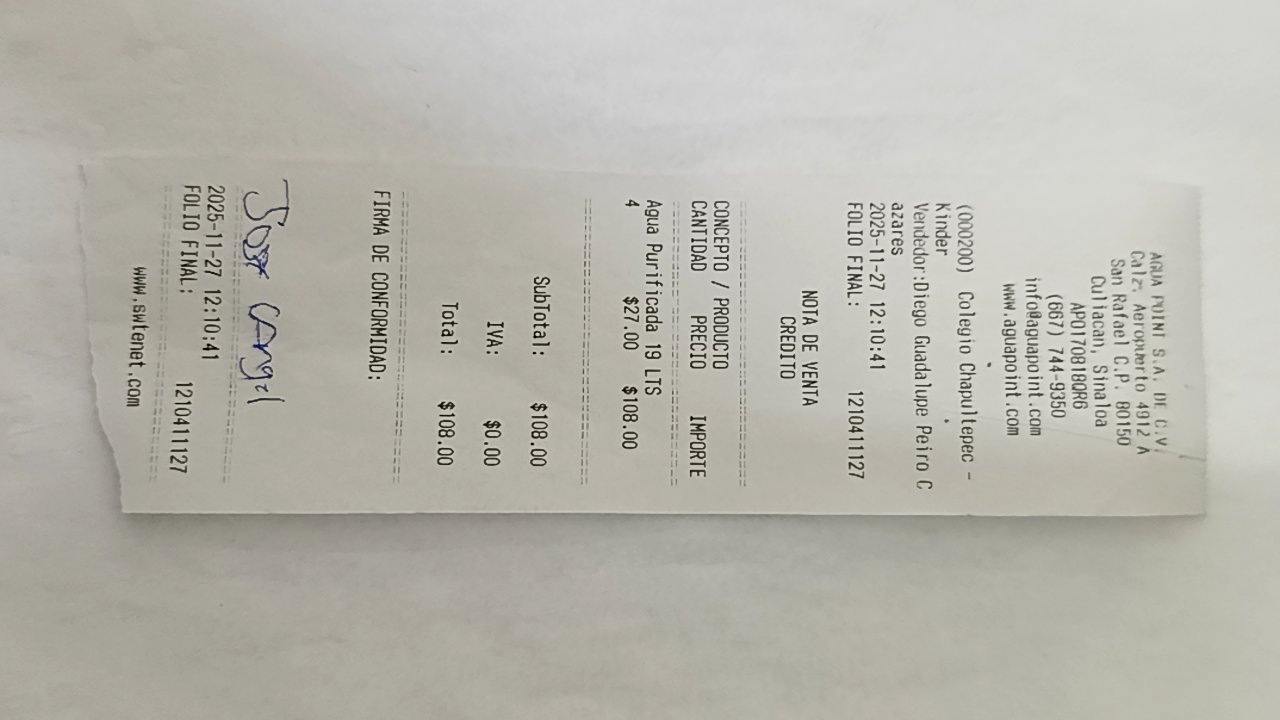 AGUA POINT S.A. DE C.V.
Calz. Aeropuerto 4912 A
San Rafael C.P. 80150
Culiacan, Sinaloa
APO170818QR6
(667) 744-9350
info@aguapoint.com
www.aguapoint.com
(000200) Colegio Chapultepec -
Kinder
Vendedor:Diego Guadalupe Peiro C
azares
2025-11-27 12:10:41
FOLIO FINAL: 1210411127
NOTA DE VENTA
CREDITO
CONCEPTO / PRODUCTO
CANTIDAD PRECIO IMPORTE
Agua Purificada 19 LTS
4 $27.00 $108.00
SubTotal: $108.00
IVA: $0.00
Total: $108.00
FIRMA DE CONFORMIDAD:
Jose Angel
2025-11-27 12:10:41
FOLIO FINAL: 1210411127
www.swtenet.com